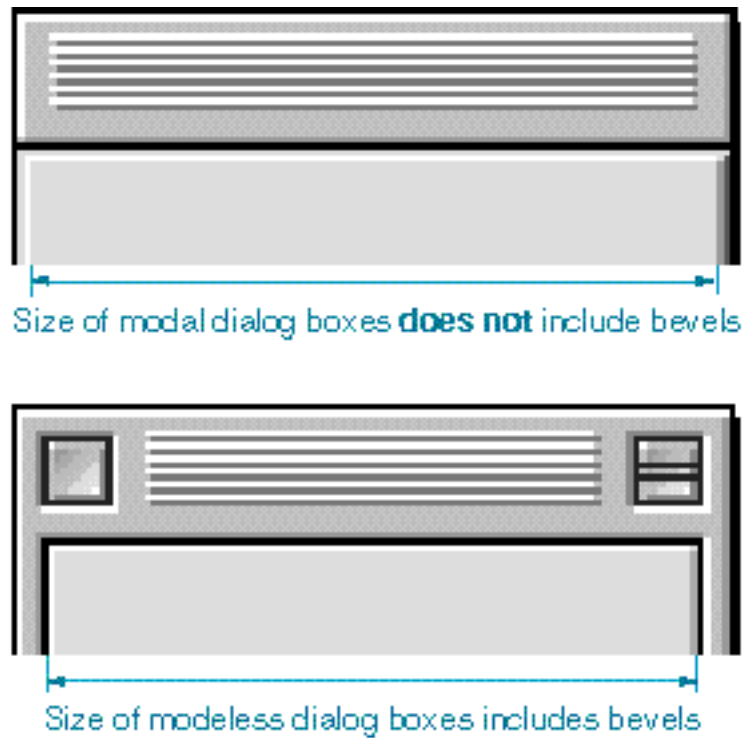 Size of modal dialog boxes does not include bevels
Size of modeless dialog boxes includes bevels